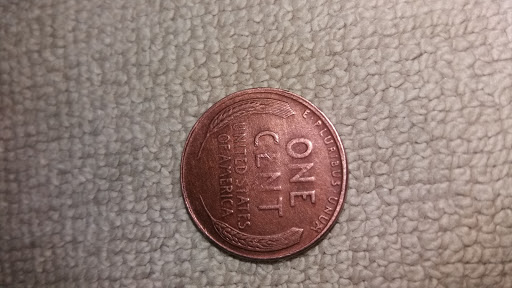 E PLURIBUS UNUM
ONE
CENT
UNITED STATES
OF AMERICA